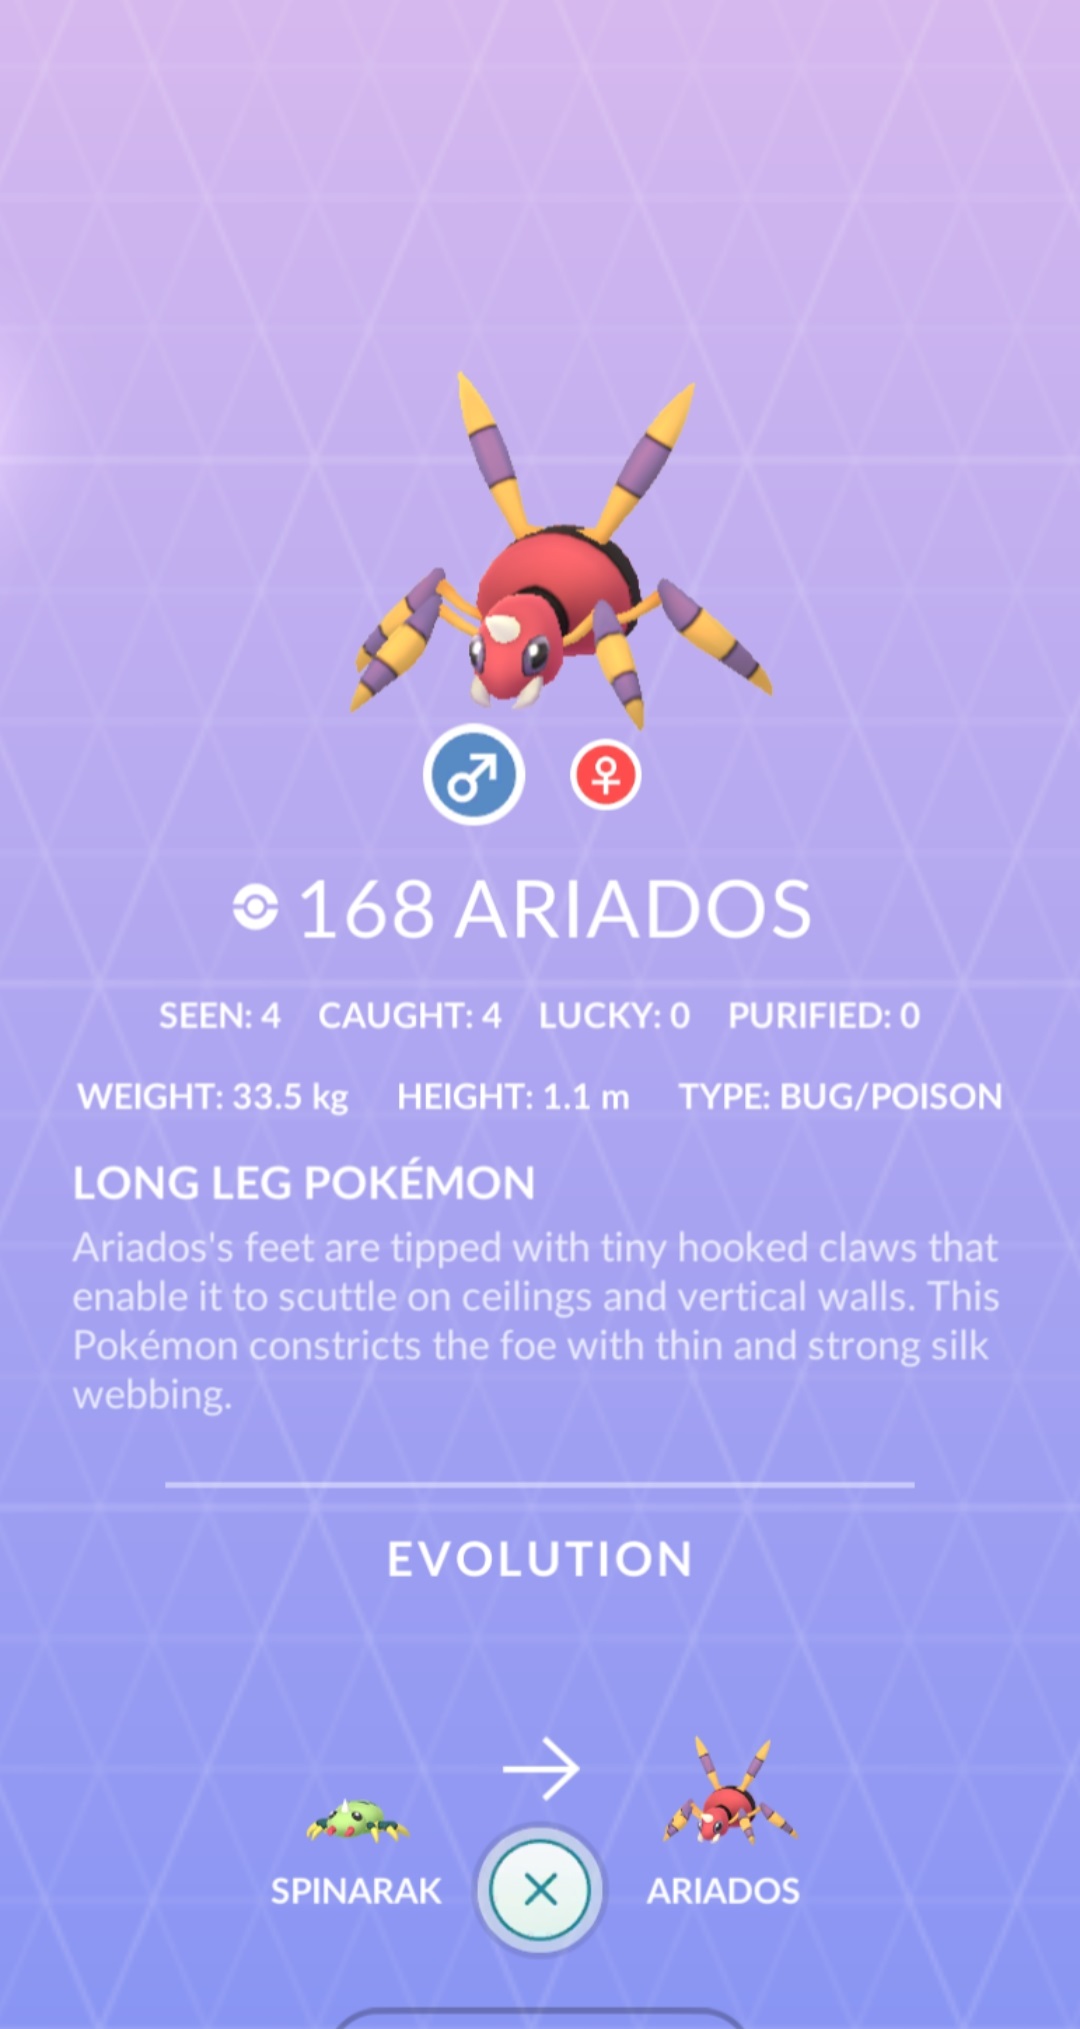 168 ARIADOS
SEEN: 4 CAUGHT: 4 LUCKY: 0 PURIFIED: 0
WEIGHT: 33.5 kg HEIGHT: 1.1 m TYPE: BUG/POISON
LONG LEG POKÉMON
Ariados's feet are tipped with tiny hooked claws that
enable it to scuttle on ceilings and vertical walls. This
Pokémon constricts the foe with thin and strong silk
webbing.
EVOLUTION
SPINARAK ARIADOS